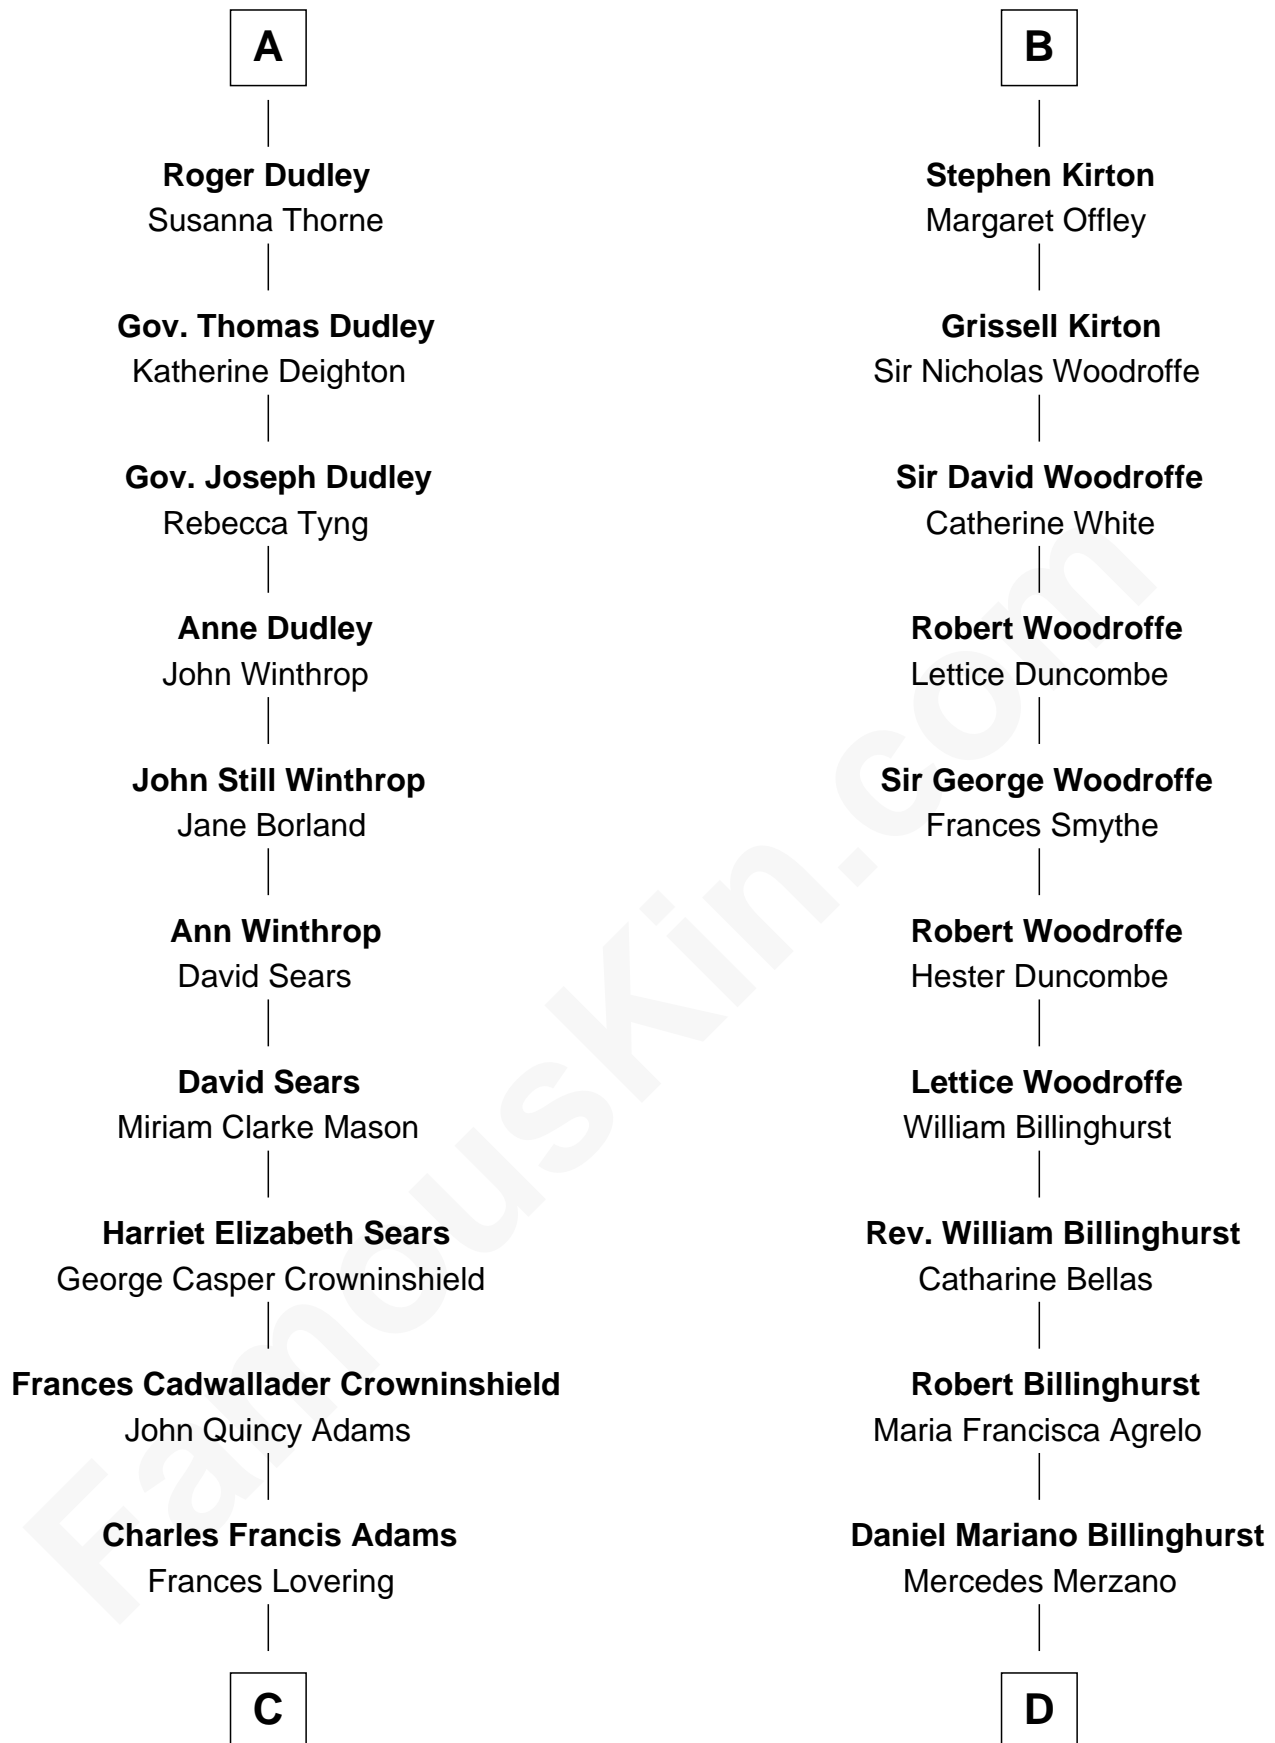 A
Roger Dudley
Susanna Thorne
Gov. Thomas Dudley
Katherine Deighton
Gov. Joseph Dudley
Rebecca Tyng
Anne Dudley
John Winthrop
John Still Winthrop
Jane Borland
Ann Winthrop
David Sears
David Sears
Miriam Clarke Mason
Harriet Elizabeth Sears
George Casper Crowninshield
Frances Cadwallader Crowninshield
John Quincy Adams
Charles Francis Adams
Frances Lovering
C
B
Stephen Kirton
Margaret Offley
Grissell Kirton
Sir Nicholas Woodroffe
Sir David Woodroffe
Catherine White
Robert Woodroffe
Lettice Duncombe
Sir George Woodroffe
Frances Smythe
Robert Woodroffe
Hester Duncombe
Lettice Woodroffe
William Billinghurst
Rev. William Billinghurst
Catharine Bellas
Robert Billinghurst
Maria Francisca Agrelo
Daniel Mariano Billinghurst
Mercedes Merzano
D
FamousKin.com